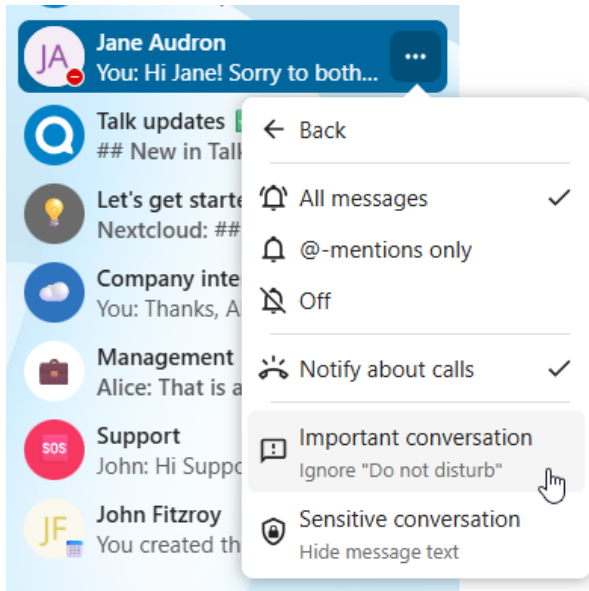 JA
Jane Audron
You: Hi Jane! Sorry to both...
Talk updates
## New in Talk
Let's get starte
Nextcloud: ##
Company inte
You: Thanks, A
Management
Alice: That is a
SOS
Support
John: Hi Suppo
JF
John Fitzroy
You created th
Back
All messages
@-mentions only
Off
Notify about calls
Important conversation
Ignore "Do not disturb"
Sensitive conversation
Hide message text